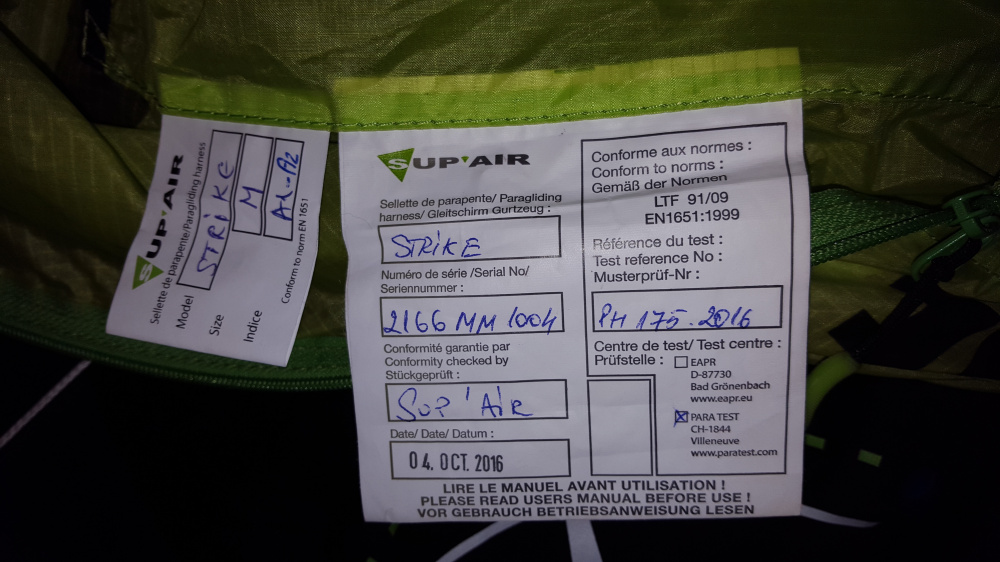 SUP'AIR
Sellette de parapente/Paragliding harness
Model
STRIKE
Size
M
Indice
Conform to norm EN 1651
SUP'AIR
Sellette de parapente/ Paragliding
harness/ Gleitschirm Gurtzeug :
STRIKE
Numéro de série /Serial No/
Seriennummer :
2166 MM 1004
Conformité garantie par
Conformity checked by
Stückgeprüft :
SUP'AIR
Date/ Date/ Datum :
04. OCT. 2016
Conforme aux normes :
Conform to norms :
Gemäß der Normen
LTF 91/09
EN1651:1999
Référence du test :
Test reference No :
Musterprüf-Nr :
PH 175.2016
Centre de test/ Test centre :
Prüfstelle :
EAPR
D-87730
Bad Grönenbach
www.eapr.eu
PARA TEST
CH-1844
Villeneuve
www.paratest.com
LIRE LE MANUEL AVANT UTILISATION !
PLEASE READ USERS MANUAL BEFORE USE !
VOR GEBRAUCH BETRIEBSANWEISUNG LESEN